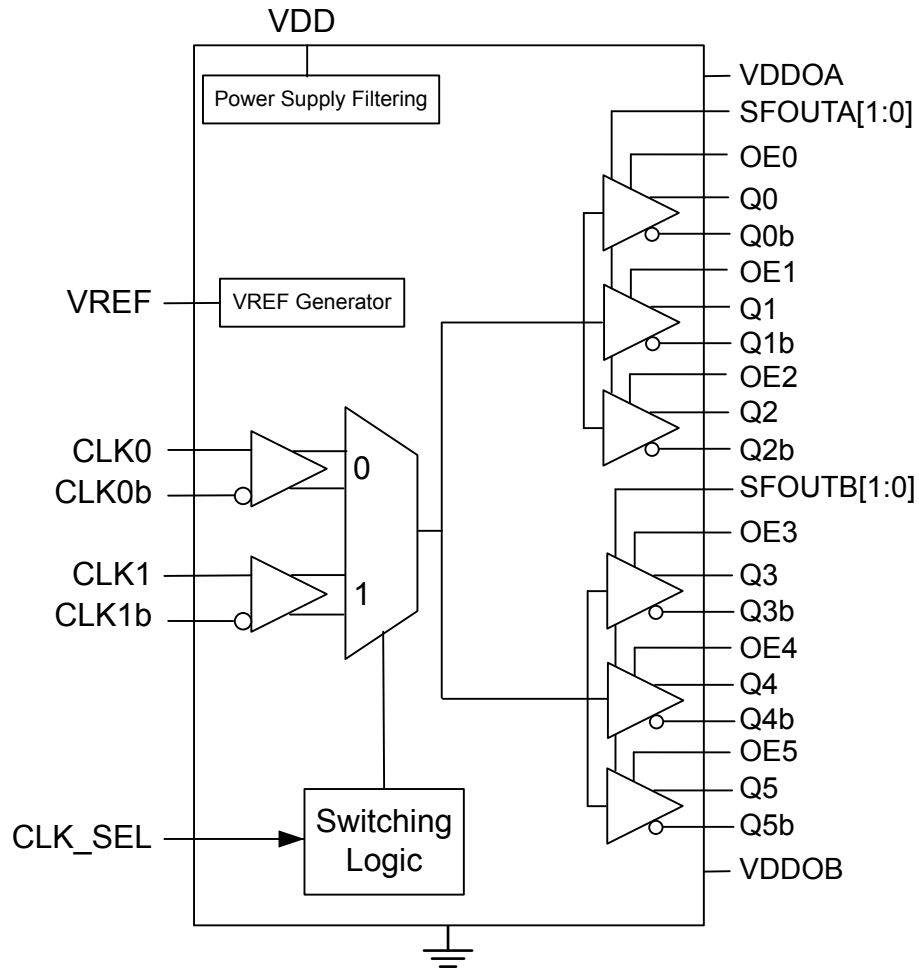 VDD
Power Supply Filtering
VDDOA
SFOUTA[1:0]
OE0
Q0
Q0b
OE1
Q1
Q1b
OE2
Q2
Q2b
VREF
VREF Generator
CLK0
CLK0b
CLK1
CLK1b
0
1
SFOUTB[1:0]
OE3
Q3
Q3b
OE4
Q4
Q4b
OE5
Q5
Q5b
CLK_SEL
Switching
Logic
VDDOB